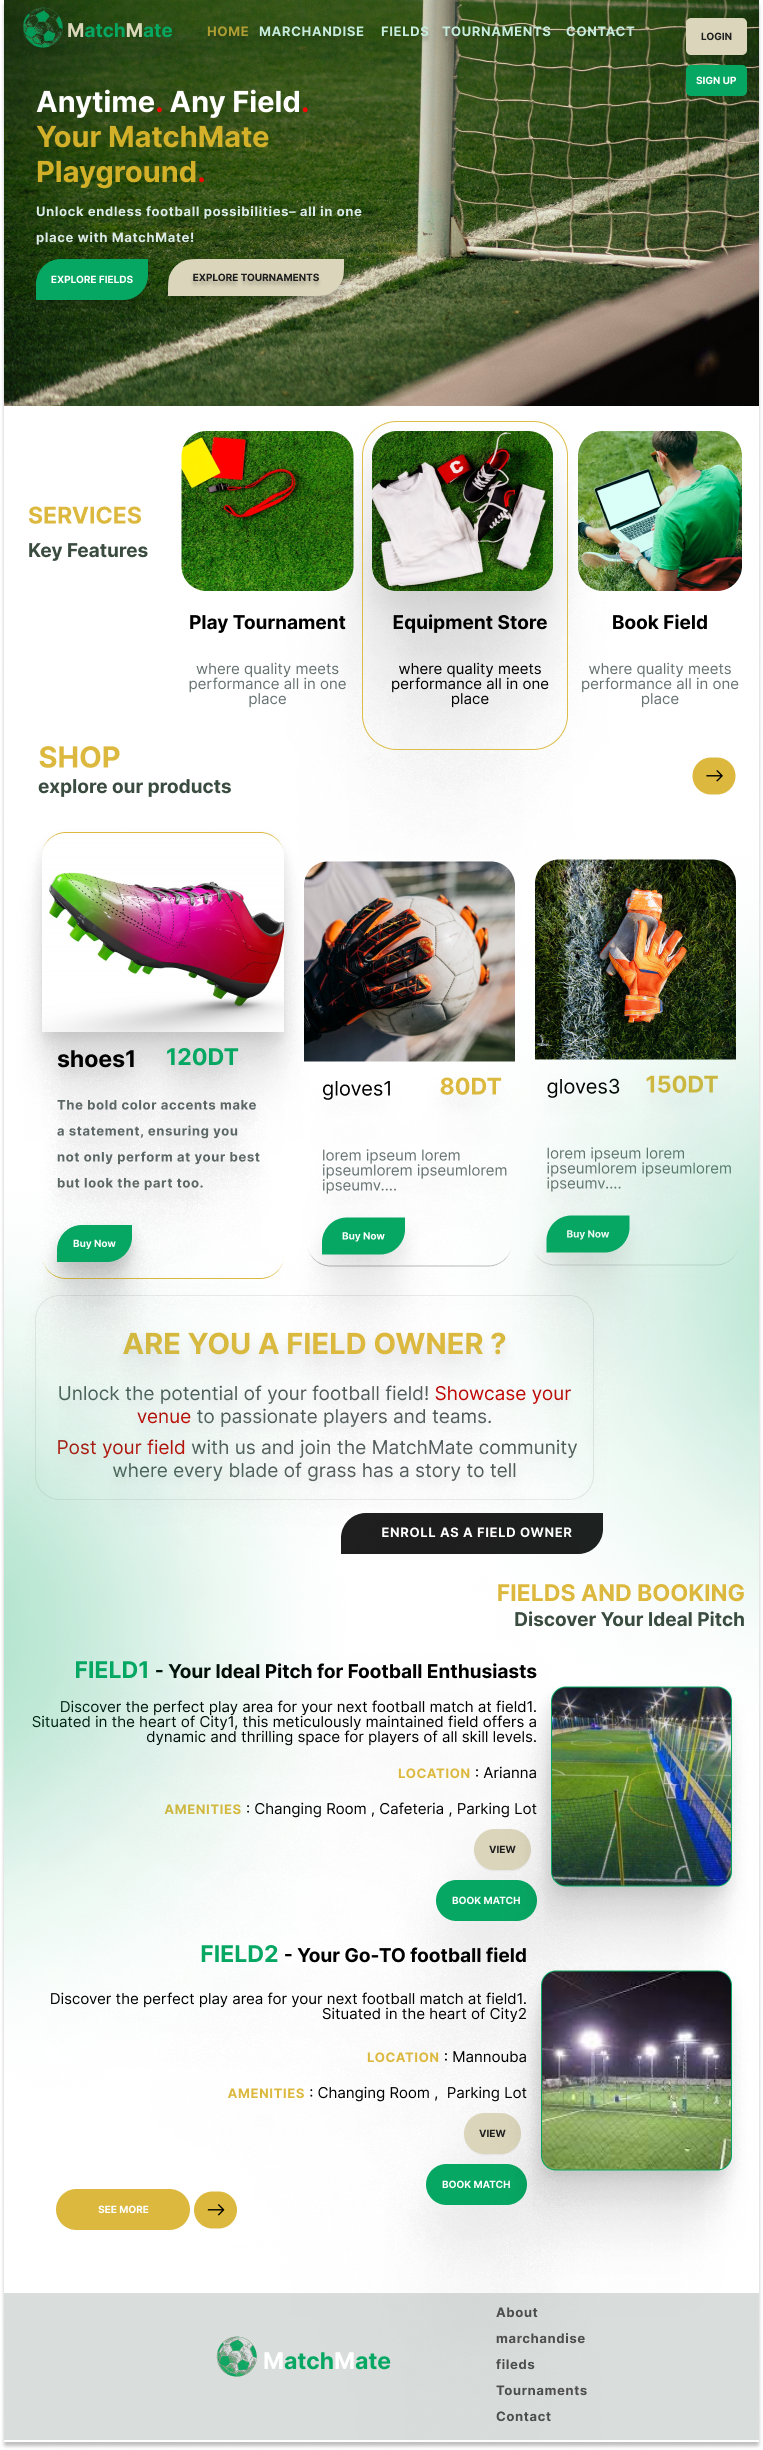 MatchMate
HOME MARCHANDISE FIELDS TOURNAMENTS CONTACT
LOGIN
SIGN UP
Anytime. Any Field.
Your MatchMate
Playground.
Unlock endless football possibilities– all in one
place with MatchMate!
EXPLORE FIELDS
EXPLORE TOURNAMENTS
SERVICES
Key Features
C
Play Tournament
where quality meets
performance all in one
place
Equipment Store
where quality meets
performance all in one
place
Book Field
where quality meets
performance all in one
place
SHOP
explore our products
shoes1 120DT
The bold color accents make
a statement, ensuring you
not only perform at your best
but look the part too.
Buy Now
gloves1 80DT
lorem ipseum lorem
ipseumlorem ipseumlorem
ipseumv....
Buy Now
gloves3 150DT
lorem ipseum lorem
ipseumlorem ipseumlorem
ipseumv....
Buy Now
ARE YOU A FIELD OWNER ?
Unlock the potential of your football field! Showcase your
venue to passionate players and teams.
Post your field with us and join the MatchMate community
where every blade of grass has a story to tell
ENROLL AS A FIELD OWNER
FIELDS AND BOOKING
Discover Your Ideal Pitch
FIELD1 - Your Ideal Pitch for Football Enthusiasts
Discover the perfect play area for your next football match at field1.
Situated in the heart of City1, this meticulously maintained field offers a
dynamic and thrilling space for players of all skill levels.
LOCATION : Arianna
AMENITIES : Changing Room , Cafeteria , Parking Lot
VIEW
BOOK MATCH
FIELD2 - Your Go-TO football field
Discover the perfect play area for your next football match at field1.
Situated in the heart of City2
LOCATION : Mannouba
AMENITIES : Changing Room , Parking Lot
VIEW
BOOK MATCH
SEE MORE
MatchMate
About
marchandise
fileds
Tournaments
Contact